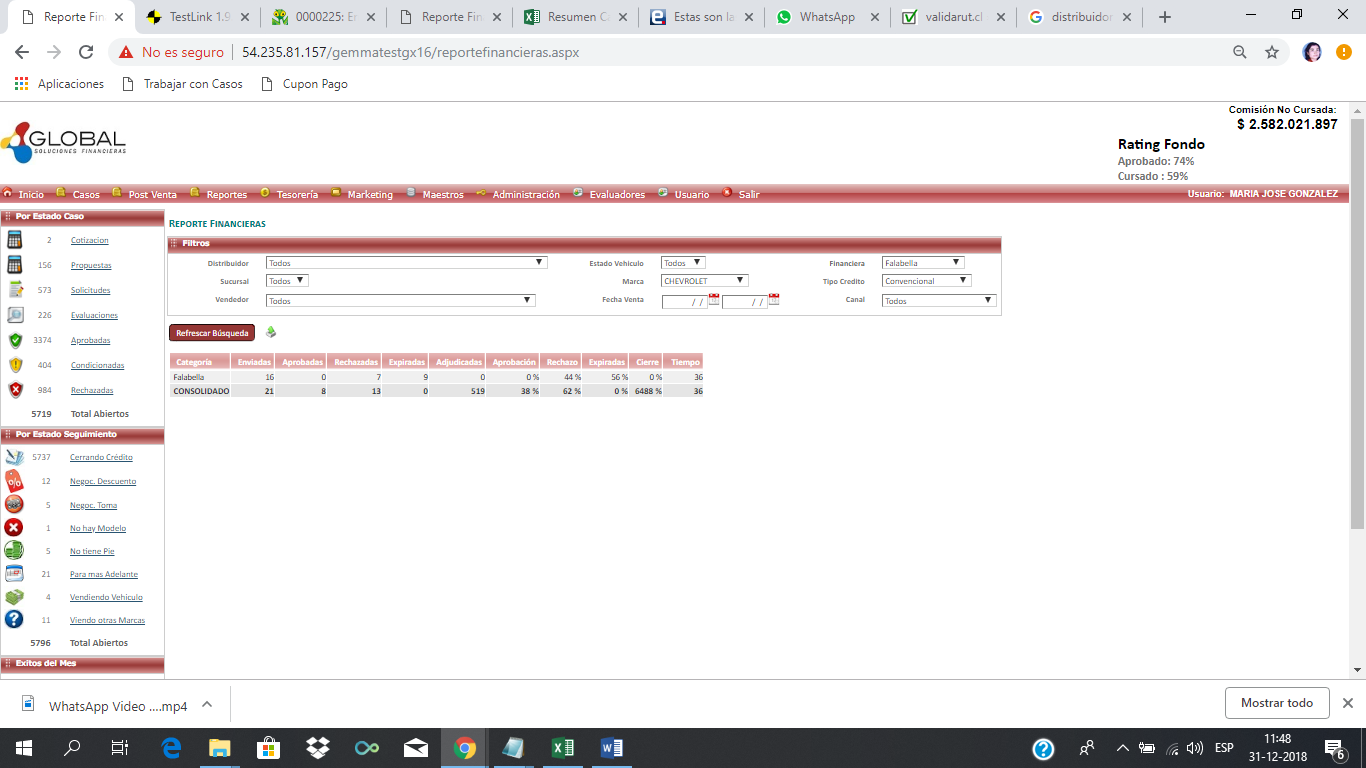 Reporte Fin
TestLink 1.9
0000225: Er
Reporte Fin
Resumen C
Estas son la
WhatsApp
validarut.cl
distribuidor
No es seguro
54.235.81.157/gemmatestgx16/reportefinancieras.aspx
Aplicaciones
Trabajar con Casos
Cupon Pago
Comisión No Cursada:
$ 2.582.021.897
GLOBAL
SOLUCIONES FINANCIERAS
Rating Fondo
Aprobado: 74%
Cursado : 59%
Inicio Casos Post Venta Reportes Tesorería Marketing Maestros Administración Evaluadores Usuario Salir Usuario: MARIA JOSE GONZALEZ
Por Estado Caso
2 Cotizacion
156 Propuestas
573 Solicitudes
226 Evaluaciones
3374 Aprobadas
404 Condicionadas
984 Rechazadas
5719 Total Abiertos
Por Estado Seguimiento
5737 Cerrando Crédito
12 Negoc. Descuento
5 Negoc. Toma
1 No hay Modelo
5 No tiene Pie
21 Para mas Adelante
4 Vendiendo Vehiculo
11 Viendo otras Marcas
5796 Total Abiertos
Exitos del Mes
REPORTE FINANCIERAS
Filtros
Distribuidor Todos Estado Vehículo Todos Financiera Falabella
Sucursal Todos Marca CHEVROLET Tipo Credito Convencional
Vendedor Todos Fecha Venta / / / / Canal Todos
Refrescar Búsqueda
Categoría Enviadas Aprobadas Rechazadas Expiradas Adjudicadas Aprobación Rechazo Expiradas Cierre Tiempo
Falabella 16 0 7 9 0 0 % 44 % 56 % 0 % 36
CONSOLIDADO 21 8 13 0 519 38 % 62 % 0 % 6488 % 36
WhatsApp Video ....mp4
Mostrar todo
ESP
11:48
31-12-2018
6